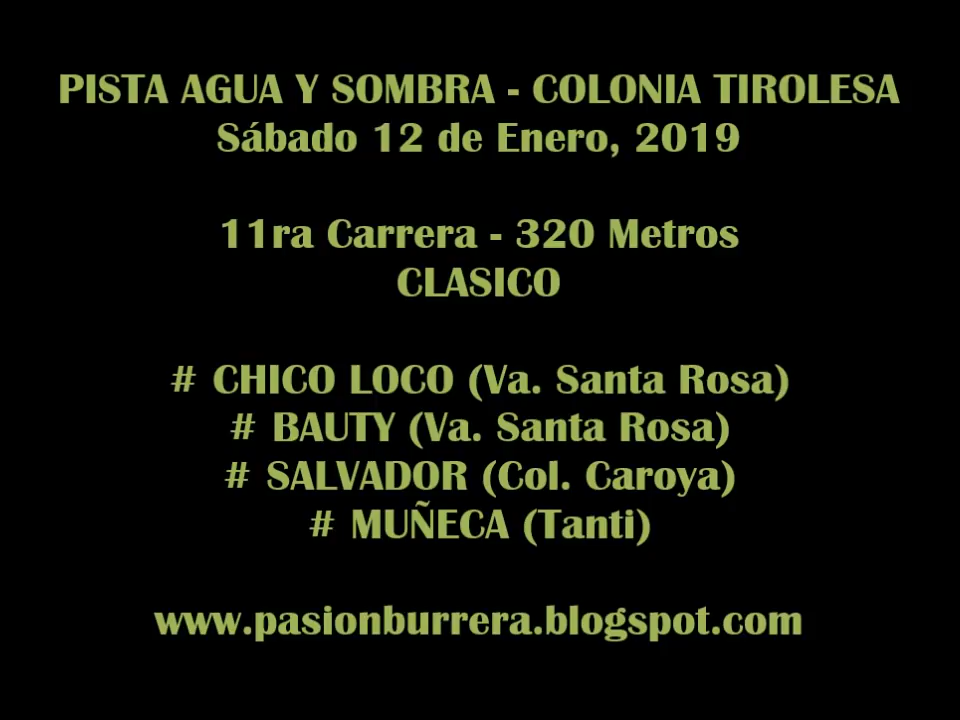 PISTA AGUA Y SOMBRA - COLONIA TIROLESA
Sábado 12 de Enero, 2019
11ra Carrera - 320 Metros
CLASICO
# CHICO LOCO (Va. Santa Rosa)
# BAUTY (Va. Santa Rosa)
# SALVADOR (Col. Caroya)
# MUÑECA (Tanti)
www.pasionburrera.blogspot.com